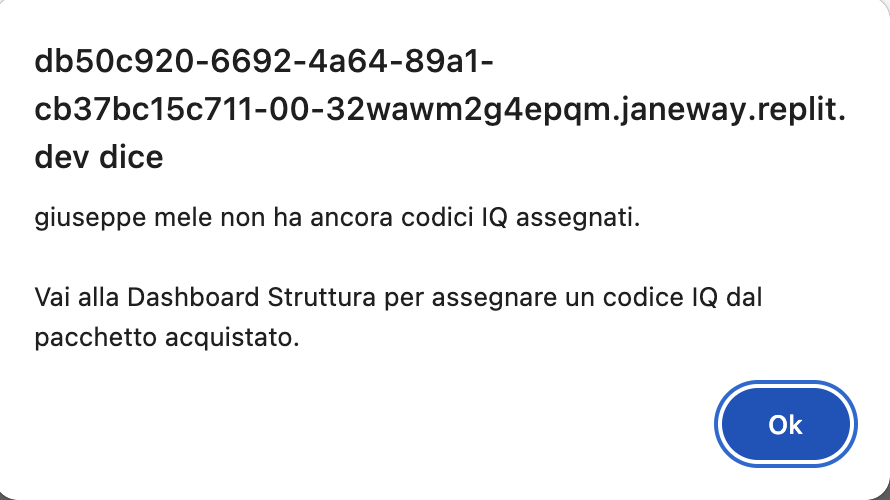 db50c920-6692-4a64-89a1-
cb37bc15c711-00-32wawm2g4epqm.janeway.replit.
dev dice
giuseppe mele non ha ancora codici IQ assegnati.
Vai alla Dashboard Struttura per assegnare un codice IQ dal
pacchetto acquistato.
Ok